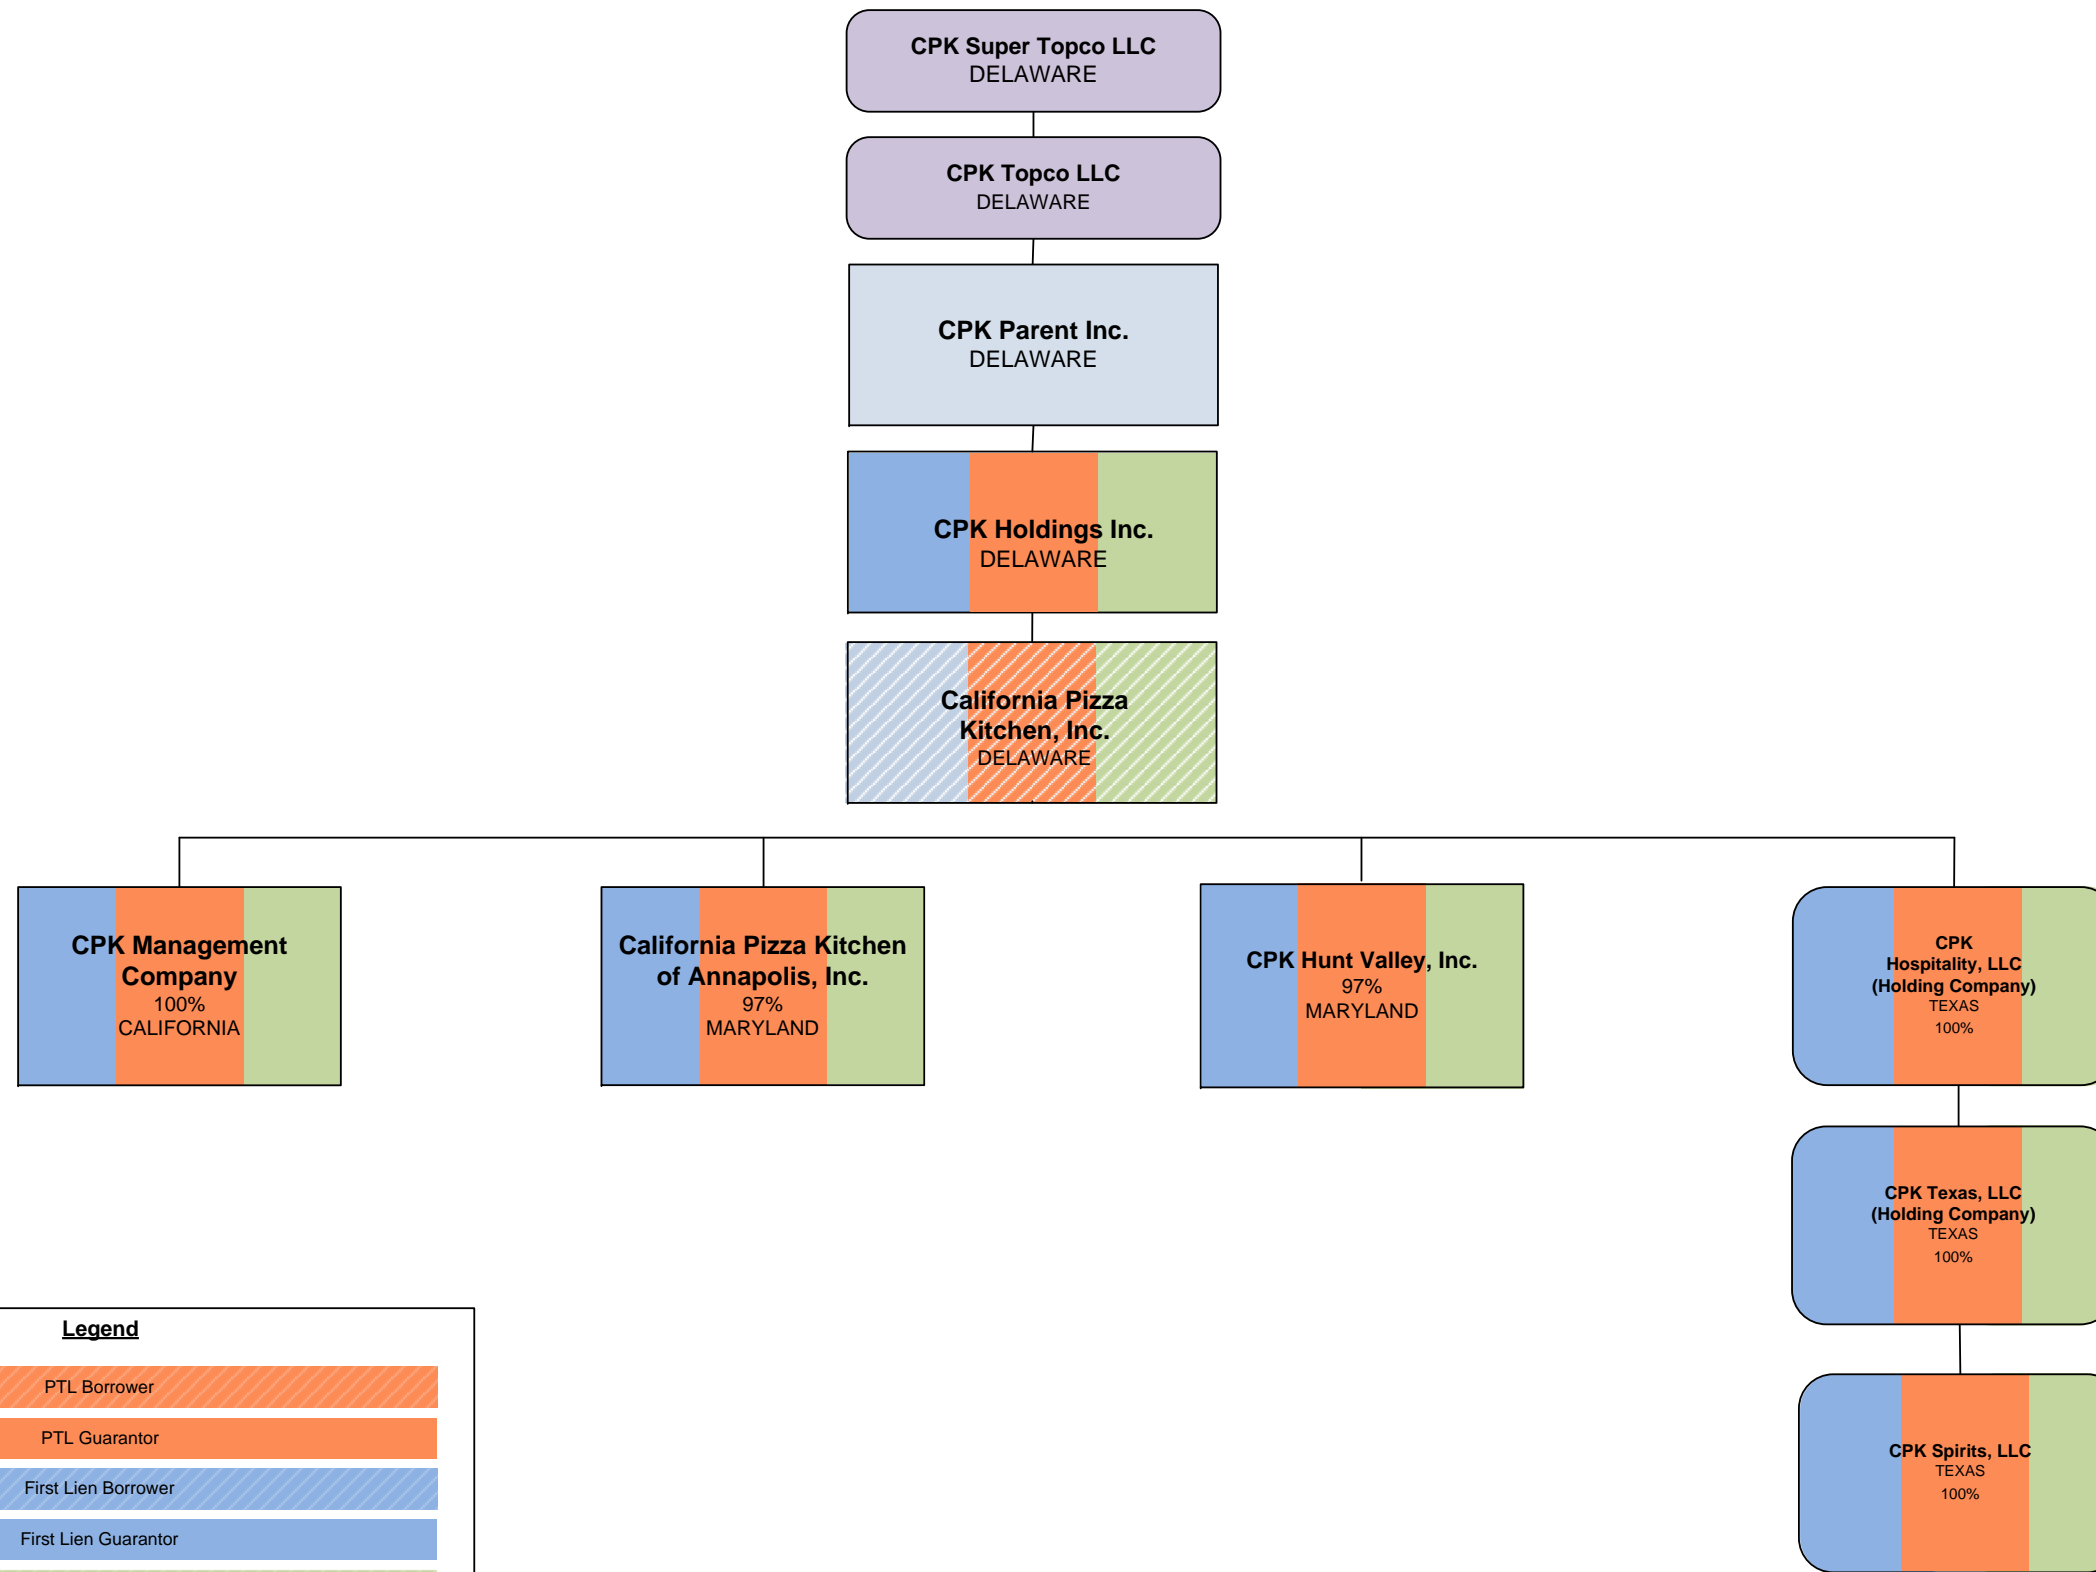 CPK Super Topco LLC
DELAWARE
CPK Topco LLC
DELAWARE
CPK Parent Inc.
DELAWARE
CPK Holdings Inc.
DELAWARE
California Pizza
Kitchen, Inc.
DELAWARE
CPK Management
Company
100%
CALIFORNIA
California Pizza Kitchen
of Annapolis, Inc.
97%
MARYLAND
CPK Hunt Valley, Inc.
97%
MARYLAND
CPK
Hospitality, LLC
(Holding Company)
TEXAS
100%
CPK Texas, LLC
(Holding Company)
TEXAS
100%
CPK Spirits, LLC
TEXAS
100%
Legend
PTL Borrower
PTL Guarantor
First Lien Borrower
First Lien Guarantor